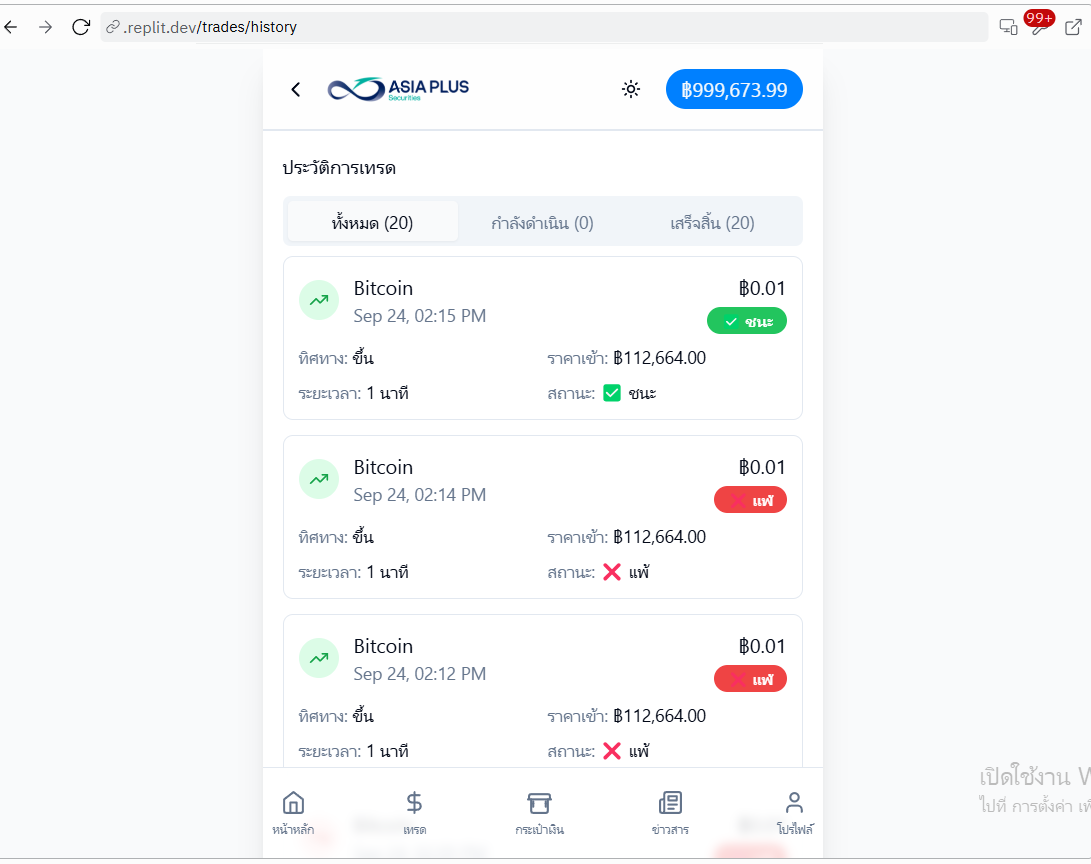 .replit.dev/trades/history
99+
ASIA PLUS
Securities
฿999,673.99
ประวัติการเทรด
ทั้งหมด (20) กำลังดำเนิน (0) เสร็จสิ้น (20)
Bitcoin ฿0.01
Sep 24, 02:15 PM ชนะ
ทิศทาง: ขึ้น ราคาเข้า: ฿112,664.00
ระยะเวลา: 1 นาที สถานะ: ✅ ชนะ
Bitcoin ฿0.01
Sep 24, 02:14 PM ❌ แพ้
ทิศทาง: ขึ้น ราคาเข้า: ฿112,664.00
ระยะเวลา: 1 นาที สถานะ: ❌ แพ้
Bitcoin ฿0.01
Sep 24, 02:12 PM ❌ แพ้
ทิศทาง: ขึ้น ราคาเข้า: ฿112,664.00
ระยะเวลา: 1 นาที สถานะ: ❌ แพ้
เปิดใช้งาน W
ไปที่ การตั้งค่า
หน้าหลัก เทรด กระเป๋าเงิน ข่าวสาร โปรไฟล์